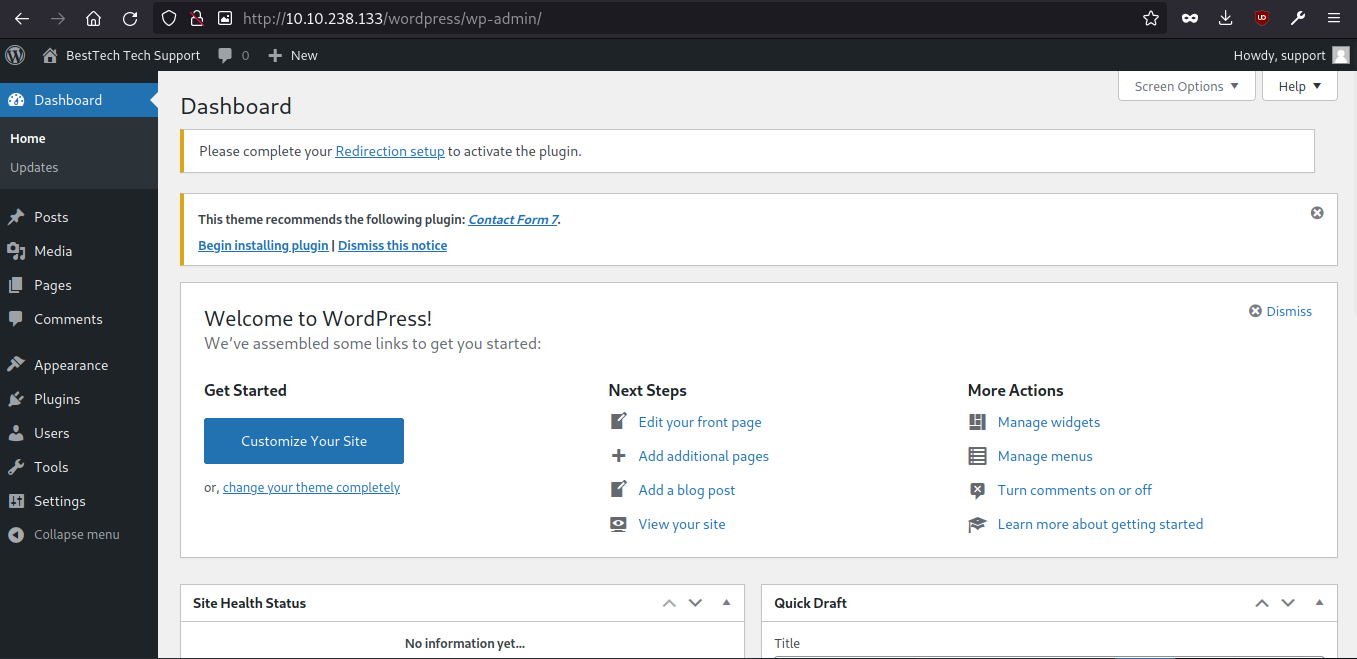 http://10.10.238.133/wordpress/wp-admin/
BestTech Tech Support 0 New Howdy, support
Dashboard
Home
Updates
Posts
Media
Pages
Comments
Appearance
Plugins
Users
Tools
Settings
Collapse menu
Screen Options Help
Dashboard
Please complete your Redirection setup to activate the plugin.
This theme recommends the following plugin: Contact Form 7.
Begin installing plugin | Dismiss this notice
Welcome to WordPress!
Dismiss
We've assembled some links to get you started:
Get Started
Customize Your Site
or, change your theme completely
Next Steps
Edit your front page
Add additional pages
Add a blog post
View your site
More Actions
Manage widgets
Manage menus
Turn comments on or off
Learn more about getting started
Site Health Status
No information yet...
Quick Draft
Title